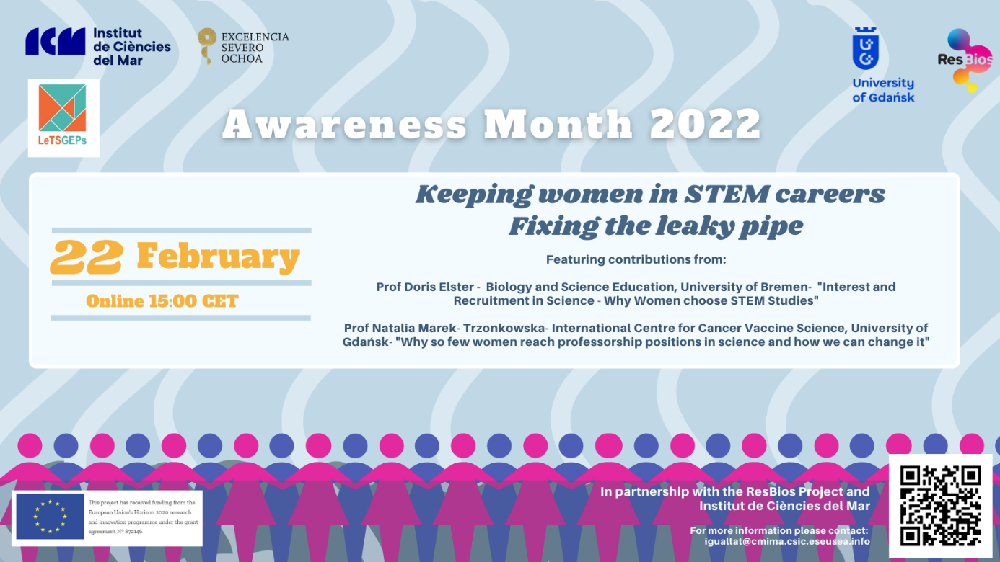 ICM
Institut
de Ciències
del Mar
EXCELENCIA
SEVERO
OCHOA
University
of Gdańsk
ResBios
LeTSGEPs
Awareness Month 2022
Keeping women in STEM careers
Fixing the leaky pipe
22 February
Online 15:00 CET
Featuring contributions from:
Prof Doris Elster - Biology and Science Education, University of Bremen- "Interest and
Recruitment in Science - Why Women choose STEM Studies"
Prof Natalia Marek- Trzonkowska- International Centre for Cancer Vaccine Science, University of
Gdańsk- "Why so few women reach professorship positions in science and how we can change it"
This project has received funding from the
European Union's Horizon 2020 research
and innovation programme under the grant
agreement Nº 872146.
In partnership with the ResBios Project and
Institut de Ciències del Mar
For more information please contact:
igualtat@cmima.csic.eseusea.info